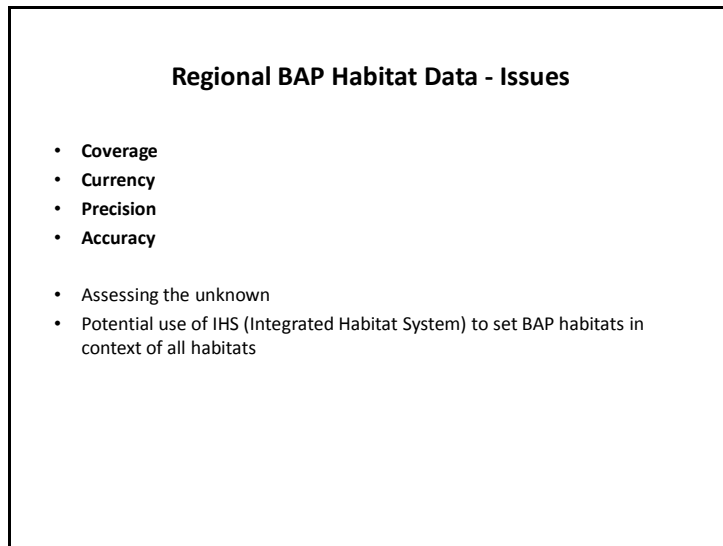 Regional BAP Habitat Data - Issues
• Coverage
• Currency
• Precision
• Accuracy
• Assessing the unknown
• Potential use of IHS (Integrated Habitat System) to set BAP habitats in
context of all habitats